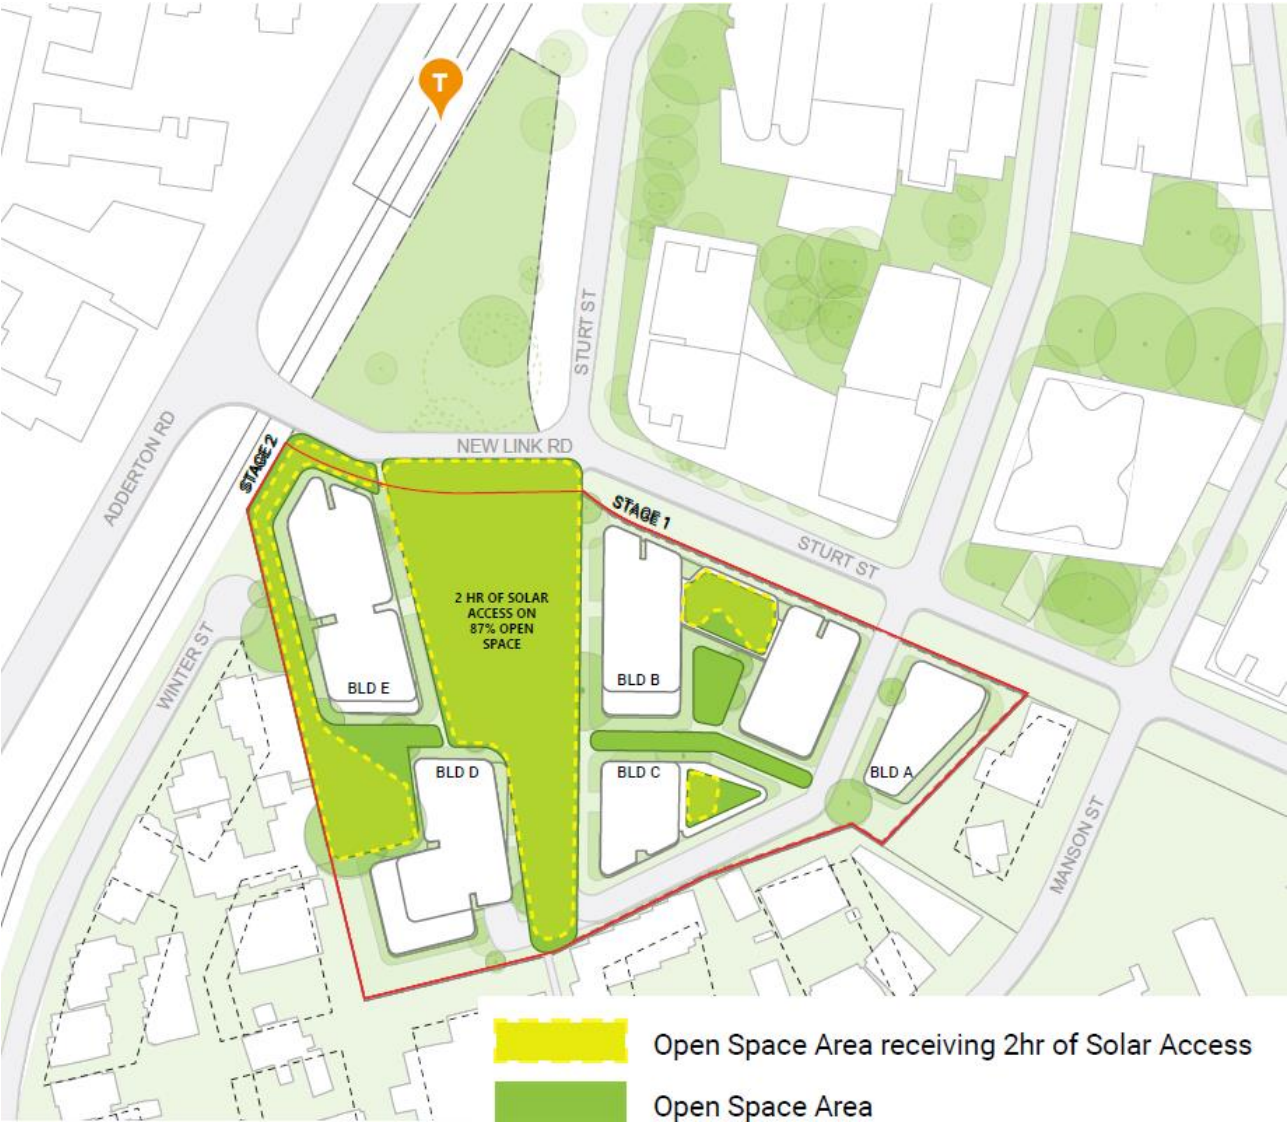 T
STURT ST
ADDERTON RD
NEW LINK RD
STAGE 2
STAGE 1
STURT ST
2 HR OF SOLAR
ACCESS ON
87% OPEN
SPACE
WINTER ST
BLD E
BLD B
BLD D
BLD C
BLD A
MANSON ST
Open Space Area receiving 2hr of Solar Access
Open Space Area